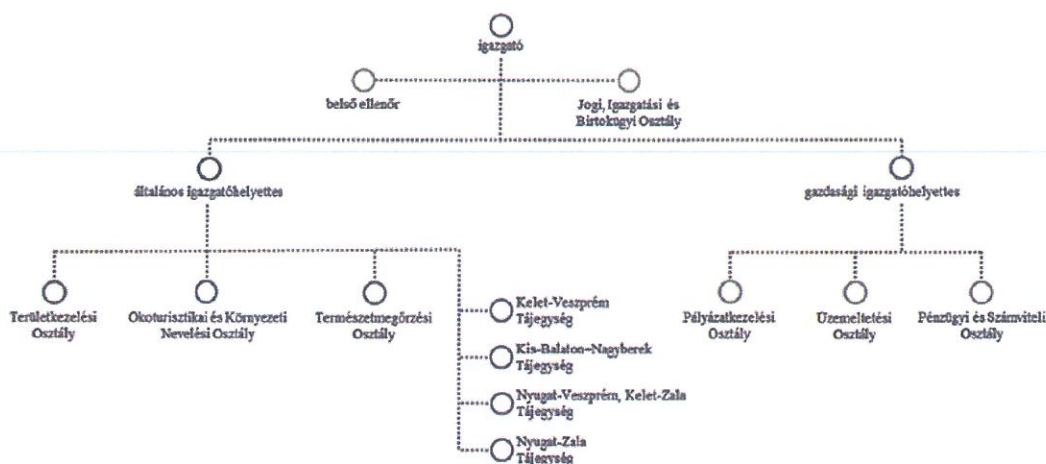 igazgató
belső ellenőr
Jogi, Igazgatási és
Birtokügyi Osztály
általános igazgatóhelyettes
gazdasági igazgatóhelyettes
Területkezelési
Osztály
Ökoturisztikai és Környezeti
Nevelési Osztály
Természetmegőrzési
Osztály
Kelet-Veszprém
Tájegység
Kis-Balaton–Nagyberek
Tájegység
Nyugat-Veszprém, Kelet-Zala
Tájegység
Nyugat-Zala
Tájegység
Pályázatkezelési
Osztály
Üzemeltetési
Osztály
Pénzügyi és Számviteli
Osztály